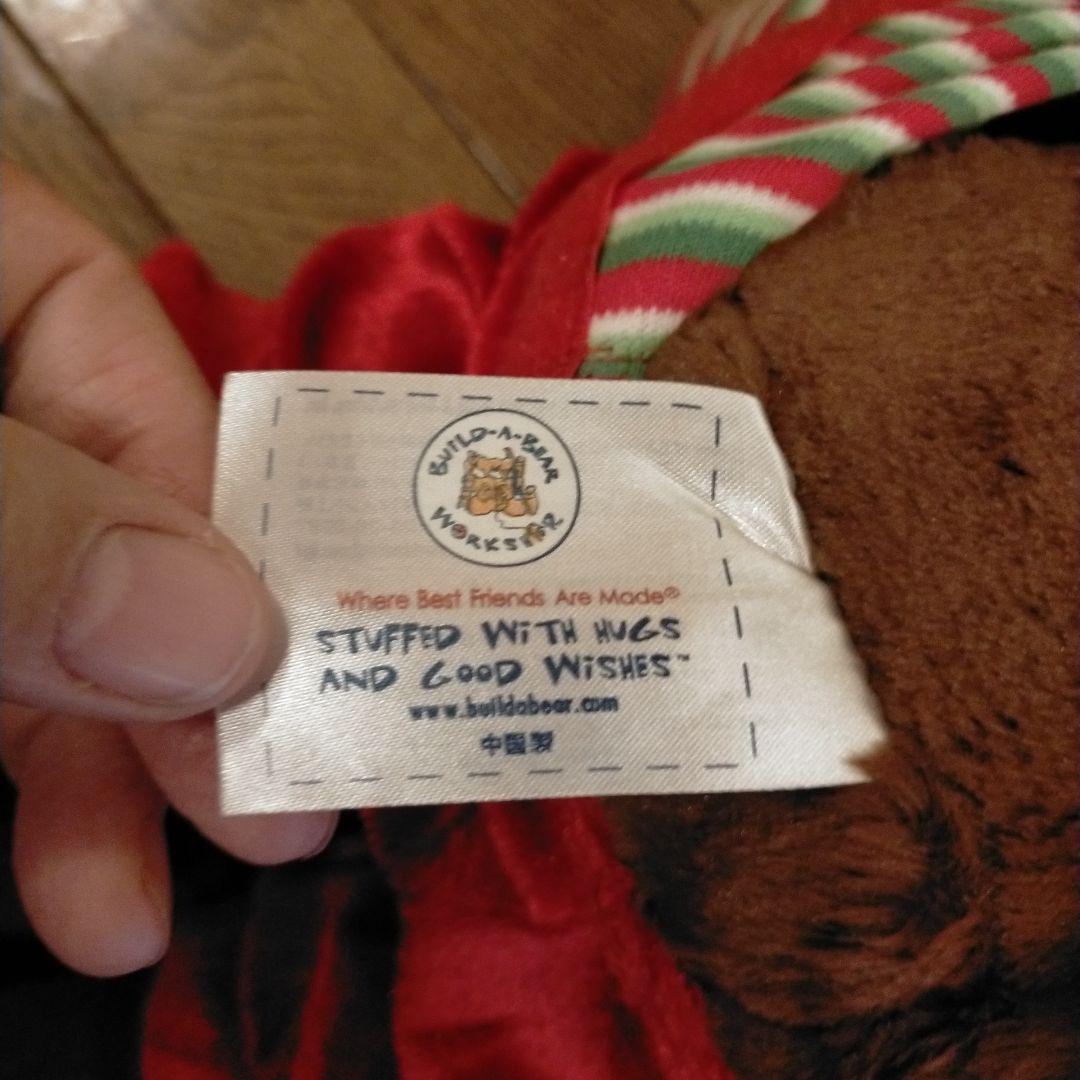 BUILD-A-BEAR
WORKSHOP
Where Best Friends Are Made®
STUFFED WITH HUGS
AND GOOD WISHES™
www.buildabear.com
中國製